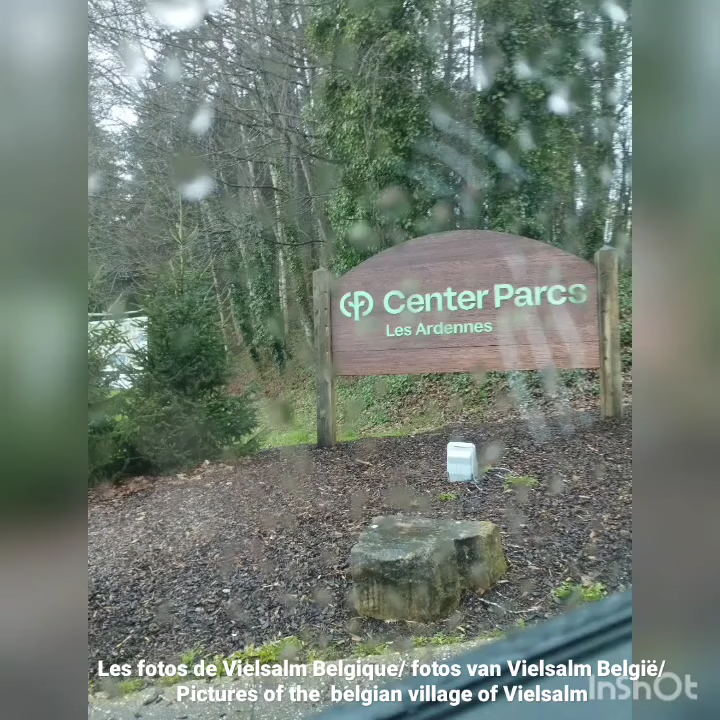 Center Parcs
Les Ardennes
Les fotos de Vielsalm Belgique/ fotos van Vielsalm België/
Pictures of the belgian village of Vielsalm
InShOt